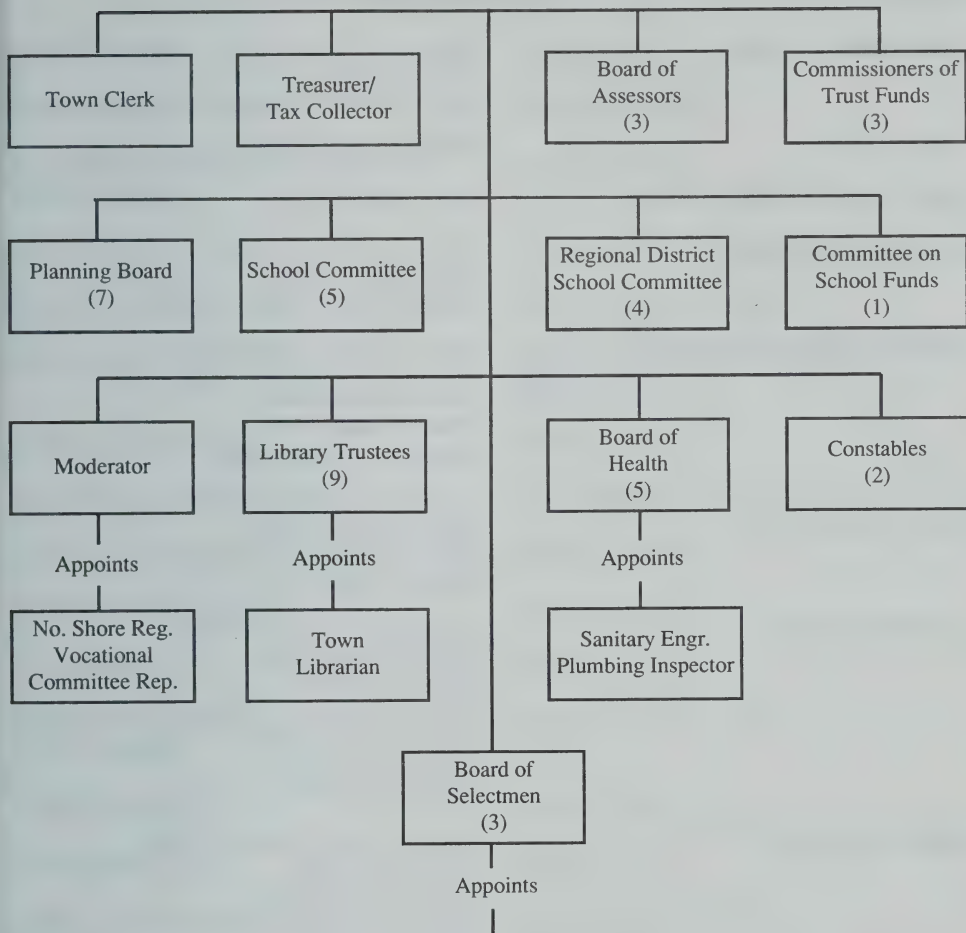 Town Clerk
Treasurer/
Tax Collector
Board of
Assessors
(3)
Commissioners of
Trust Funds
(3)
Planning Board
(7)
School Committee
(5)
Regional District
School Committee
(4)
Committee on
School Funds
(1)
Moderator
Library Trustees
(9)
Board of
Health
(5)
Constables
(2)
Appoints
Appoints
Appoints
No. Shore Reg.
Vocational
Committee Rep.
Town
Librarian
Sanitary Engr.
Plumbing Inspector
Board of
Selectmen
(3)
Appoints